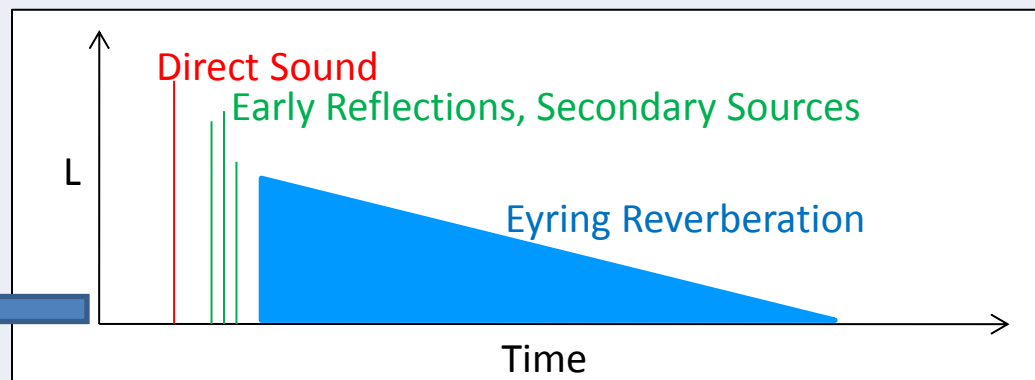 Direct Sound
Early Reflections, Secondary Sources
L
Eyring Reverberation
Time